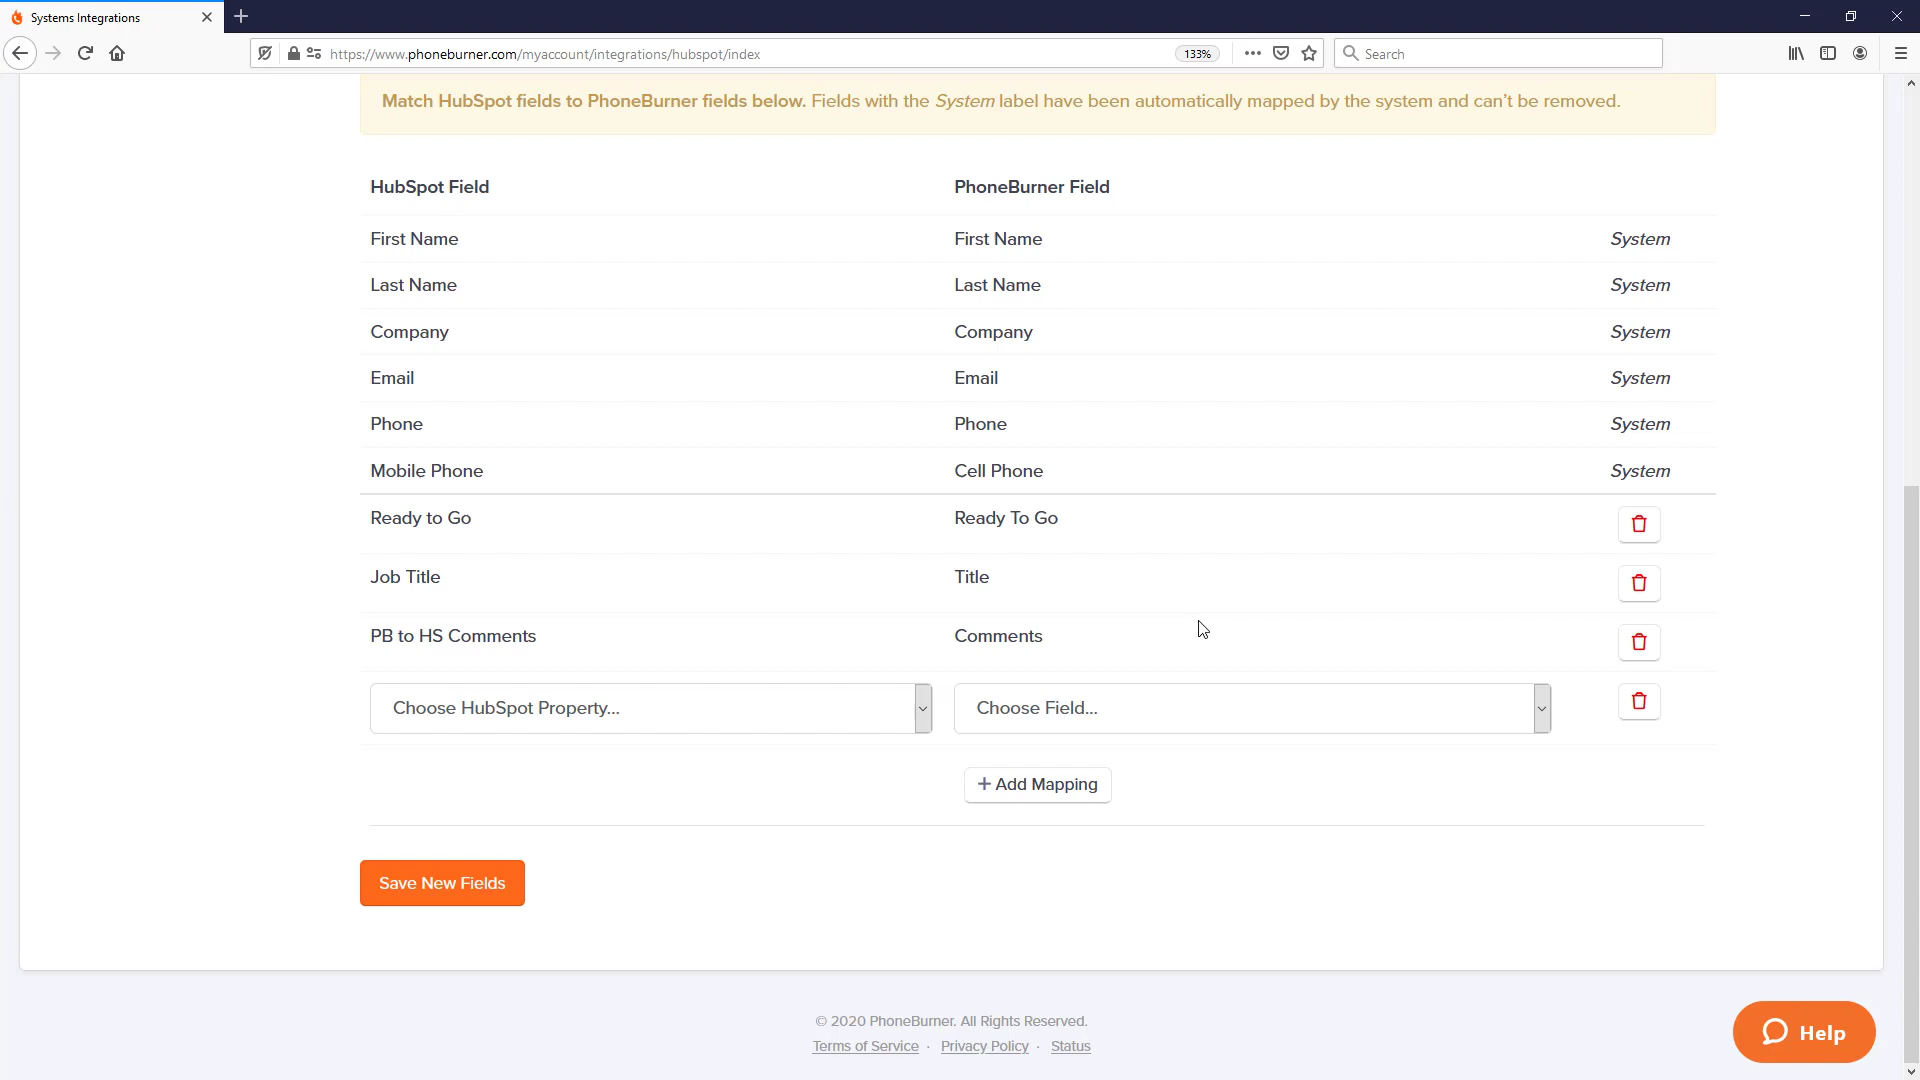 Systems Integrations
https://www.phoneburner.com/myaccount/integrations/hubspot/index
133%
Search
Match HubSpot fields to PhoneBurner fields below. Fields with the System label have been automatically mapped by the system and can’t be removed.
HubSpot Field PhoneBurner Field
First Name First Name System
Last Name Last Name System
Company Company System
Email Email System
Phone Phone System
Mobile Phone Cell Phone System
Ready to Go Ready To Go
Job Title Title
PB to HS Comments Comments
Choose HubSpot Property... Choose Field...
+ Add Mapping
Save New Fields
© 2020 PhoneBurner. All Rights Reserved.
Terms of Service · Privacy Policy · Status
Help